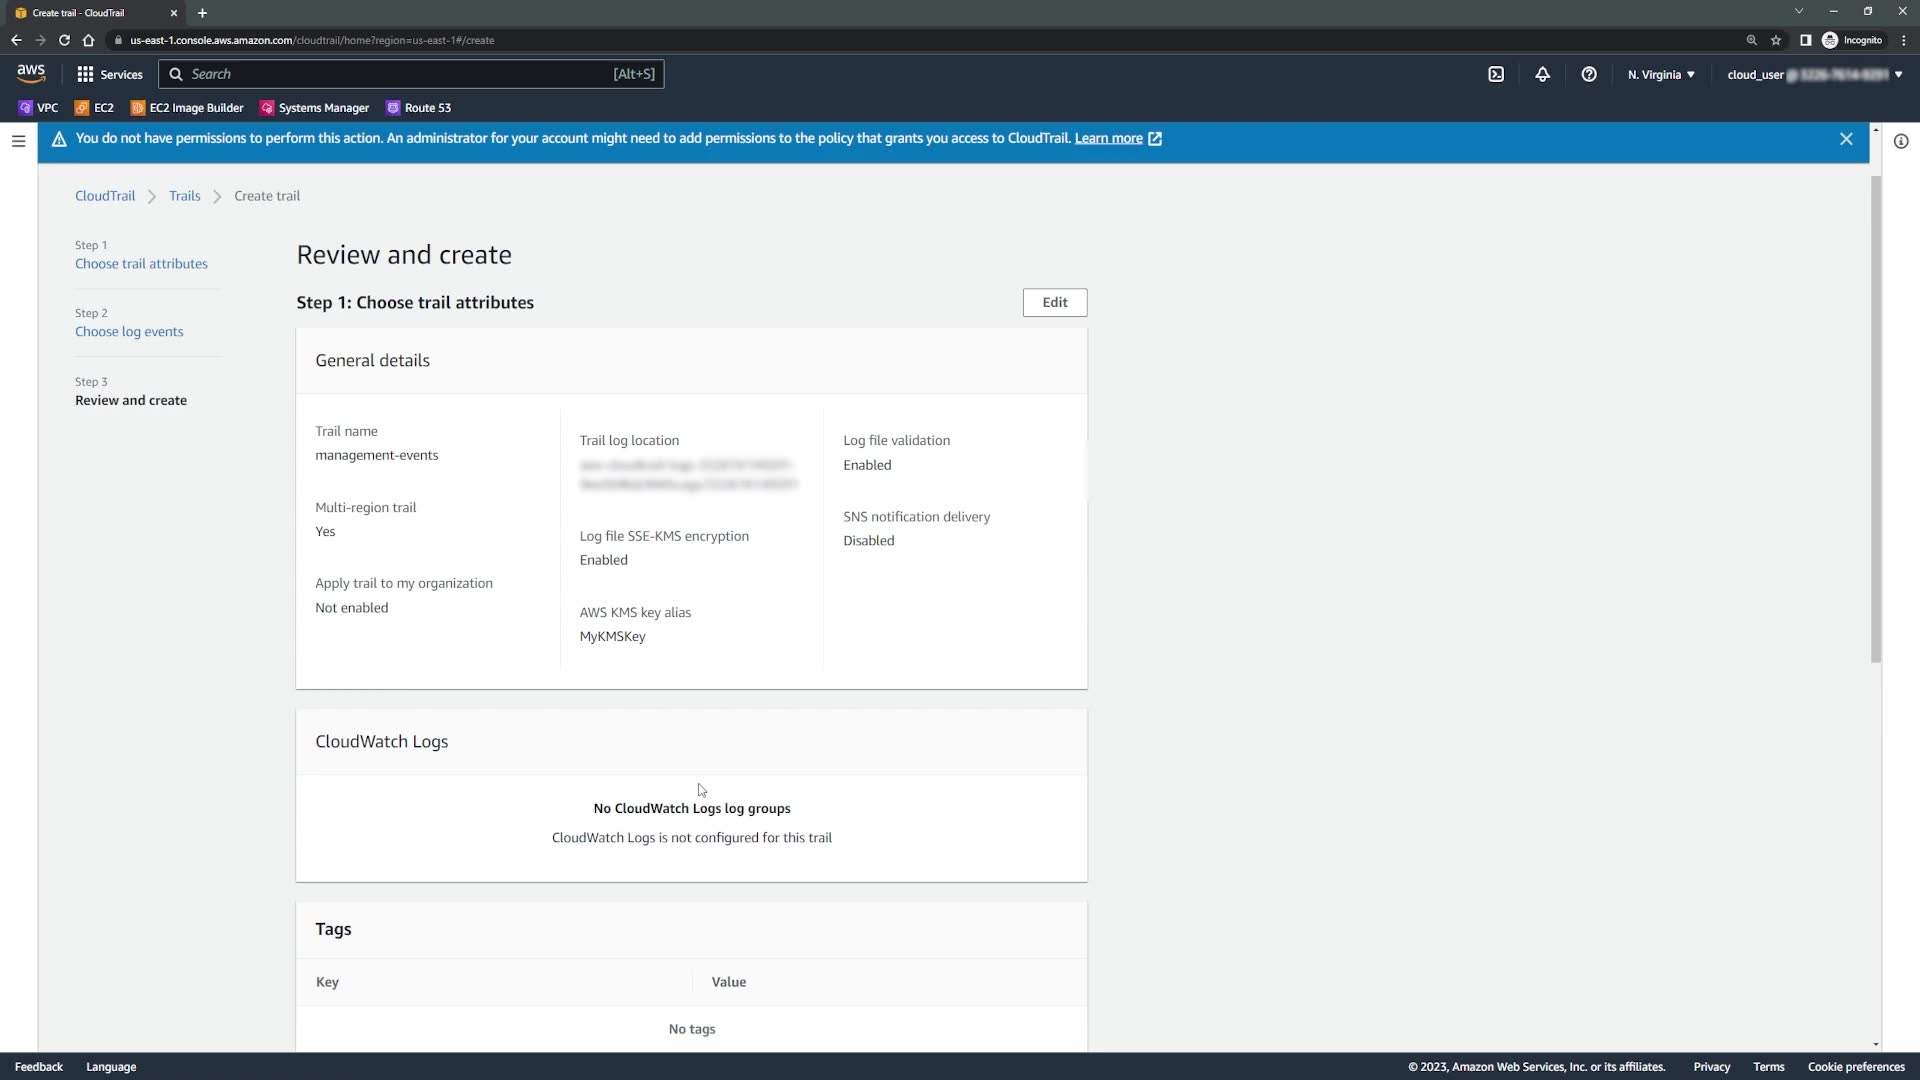 Create trail - CloudTrail
us-east-1.console.aws.amazon.com/cloudtrail/home?region=us-east-1#/create
Incognito
aws
Services
Search
[Alt+S]
N. Virginia
cloud_user
VPC
EC2
EC2 Image Builder
Systems Manager
Route 53
You do not have permissions to perform this action. An administrator for your account might need to add permissions to the policy that grants you access to CloudTrail. Learn more
CloudTrail
Trails
Create trail
Step 1
Choose trail attributes
Step 2
Choose log events
Step 3
Review and create
Review and create
Step 1: Choose trail attributes
Edit
General details
Trail name
management-events
Multi-region trail
Yes
Apply trail to my organization
Not enabled
Trail log location
Log file SSE-KMS encryption
Enabled
AWS KMS key alias
MyKMSKey
Log file validation
Enabled
SNS notification delivery
Disabled
CloudWatch Logs
No CloudWatch Logs log groups
CloudWatch Logs is not configured for this trail
Tags
Key
Value
No tags
Feedback
Language
© 2023, Amazon Web Services, Inc. or its affiliates.
Privacy
Terms
Cookie preferences